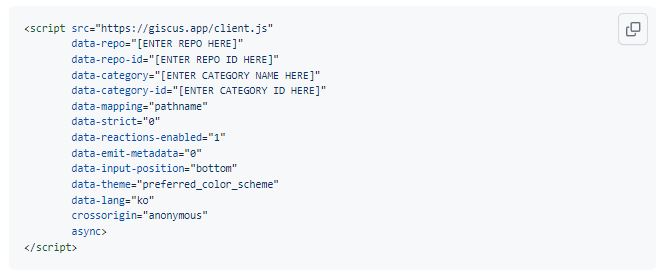 <script src="https://giscus.app/client.js"
data-repo="[ENTER REPO HERE]"
data-repo-id="[ENTER REPO ID HERE]"
data-category="[ENTER CATEGORY NAME HERE]"
data-category-id="[ENTER CATEGORY ID HERE]"
data-mapping="pathname"
data-strict="0"
data-reactions-enabled="1"
data-emit-metadata="0"
data-input-position="bottom"
data-theme="preferred_color_scheme"
data-lang="ko"
crossorigin="anonymous"
async>
</script>